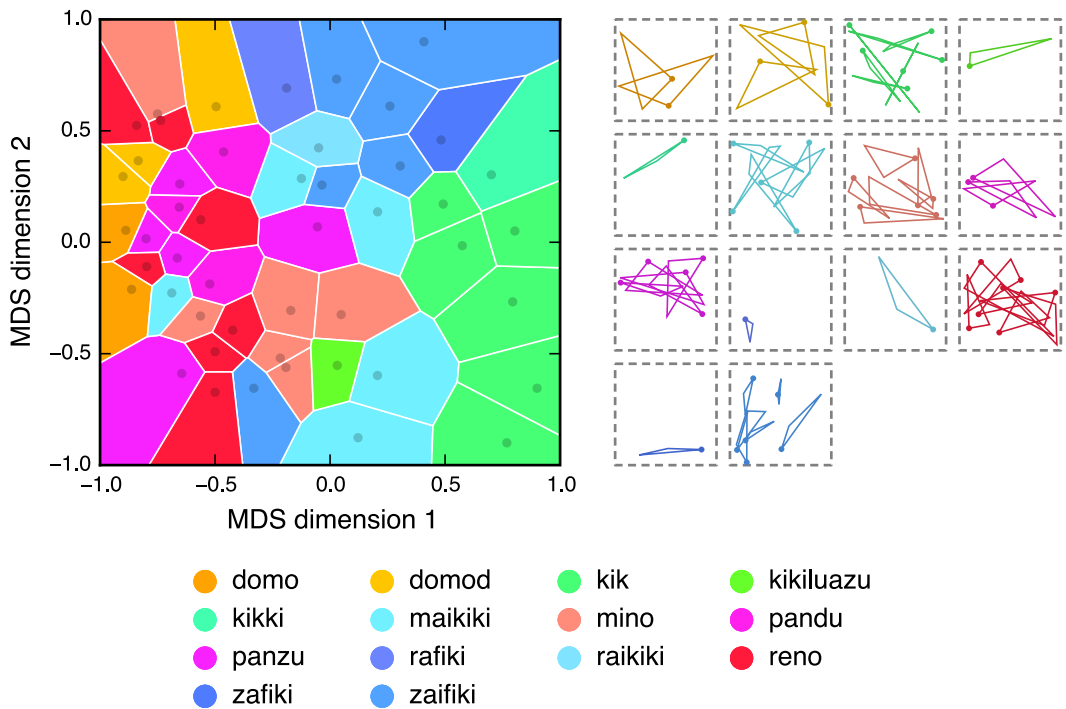 1.0
0.5
0.0
−0.5
−1.0
MDS dimension 2
−1.0 −0.5 0.0 0.5 1.0
MDS dimension 1
domo domod kik kikiluazu
kikki maikiki mino pandu
panzu rafiki raikiki reno
zafiki zaifiki